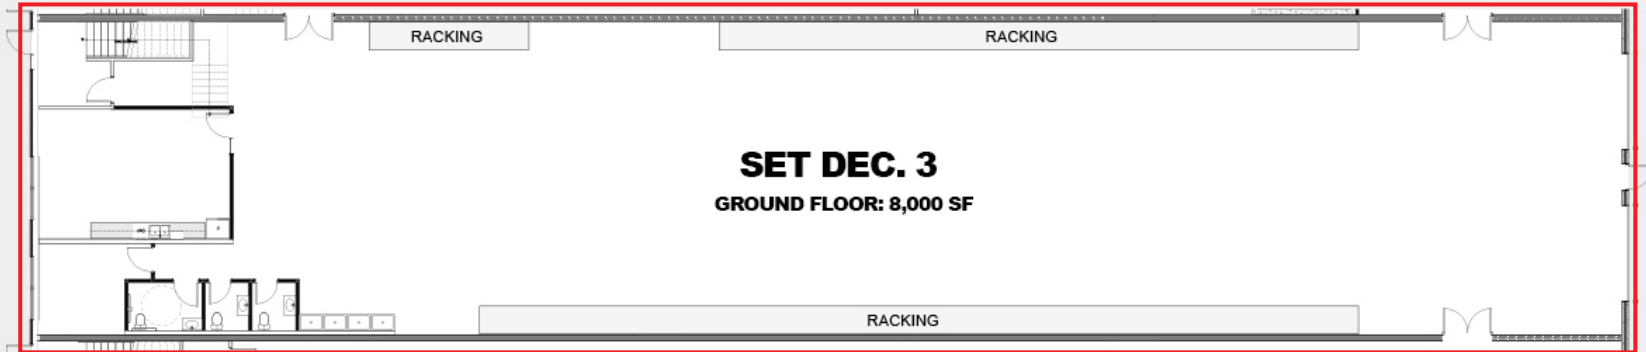 RACKING
RACKING
SET DEC. 3
GROUND FLOOR: 8,000 SF
RACKING